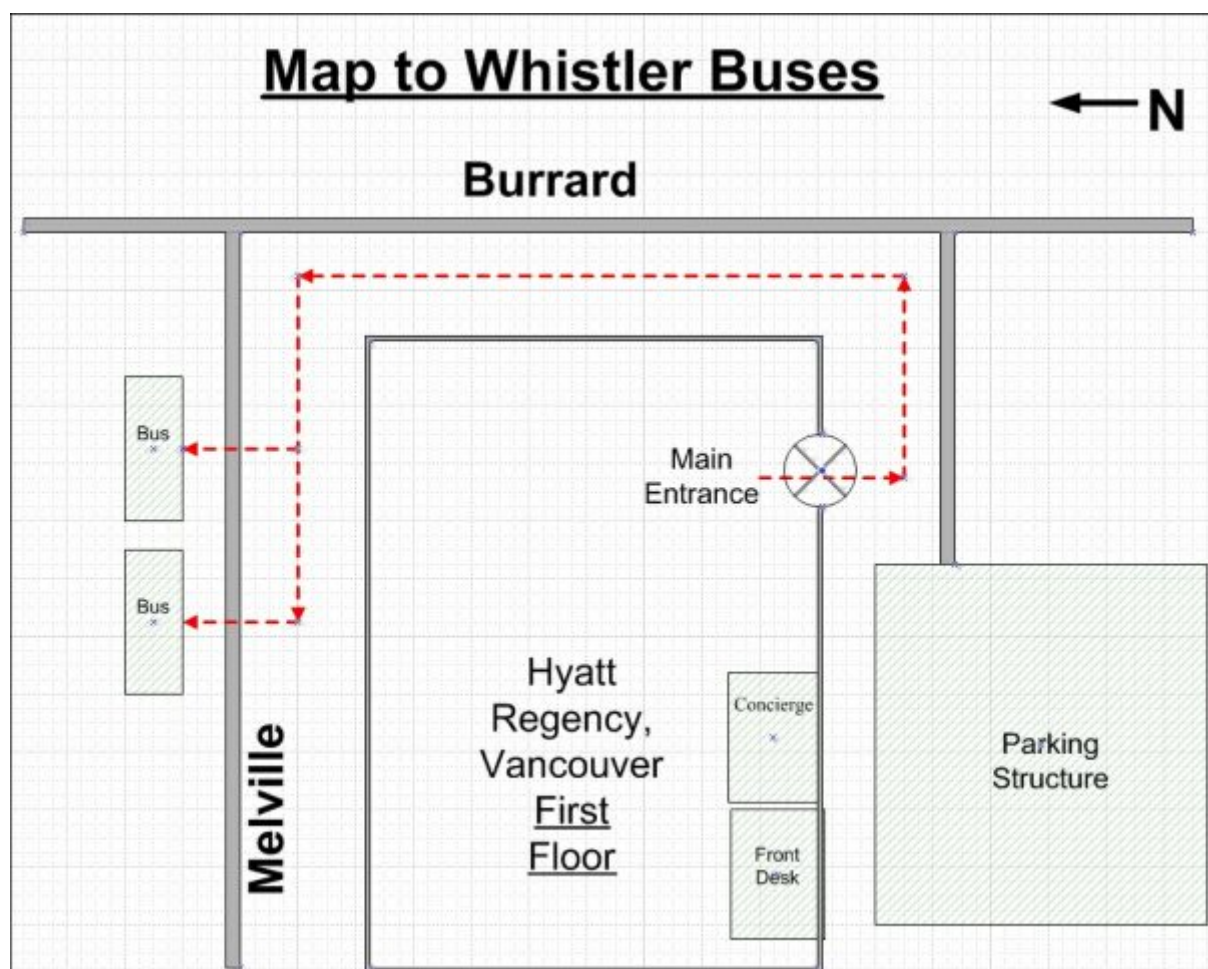 Map to Whistler Buses
N
Burrard
Bus
Main
Entrance
Bus
Hyatt
Regency,
Vancouver
First
Floor
Concierge
Parking
Structure
Melville
Front
Desk